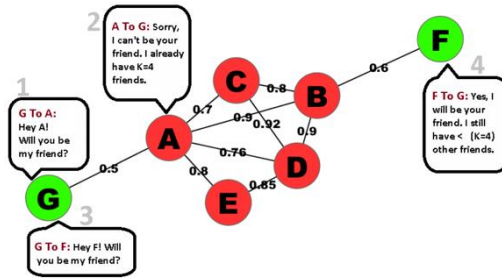 1
G To A:
Hey A!
Will you be
my friend?
2
A To G: Sorry,
I can't be your
friend. I already
have K=4
friends.
3
G To F: Hey F! Will
you be my friend?
4
F To G: Yes, I
will be your
friend. I still
have < (K=4)
other friends.
F
C
B
A
D
E
G
0.6
0.8
0.7
0.9
0.92
0.9
0.76
0.5
0.8
0.85